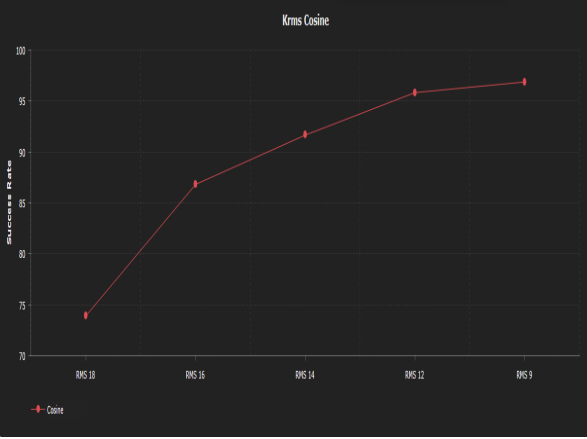 Krms Cosine
100
95
90
85
80
75
70
Success Rate
RMS 18
RMS 16
RMS 14
RMS 12
RMS 9
Cosine